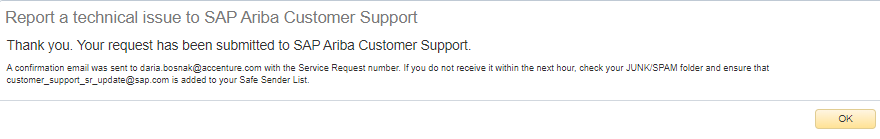 Report a technical issue to SAP Ariba Customer Support
Thank you. Your request has been submitted to SAP Ariba Customer Support.
A confirmation email was sent to daria.bosnak@accenture.com with the Service Request number. If you do not receive it within the next hour, check your JUNK/SPAM folder and ensure that
customer_support_sr_update@sap.com is added to your Safe Sender List.
OK